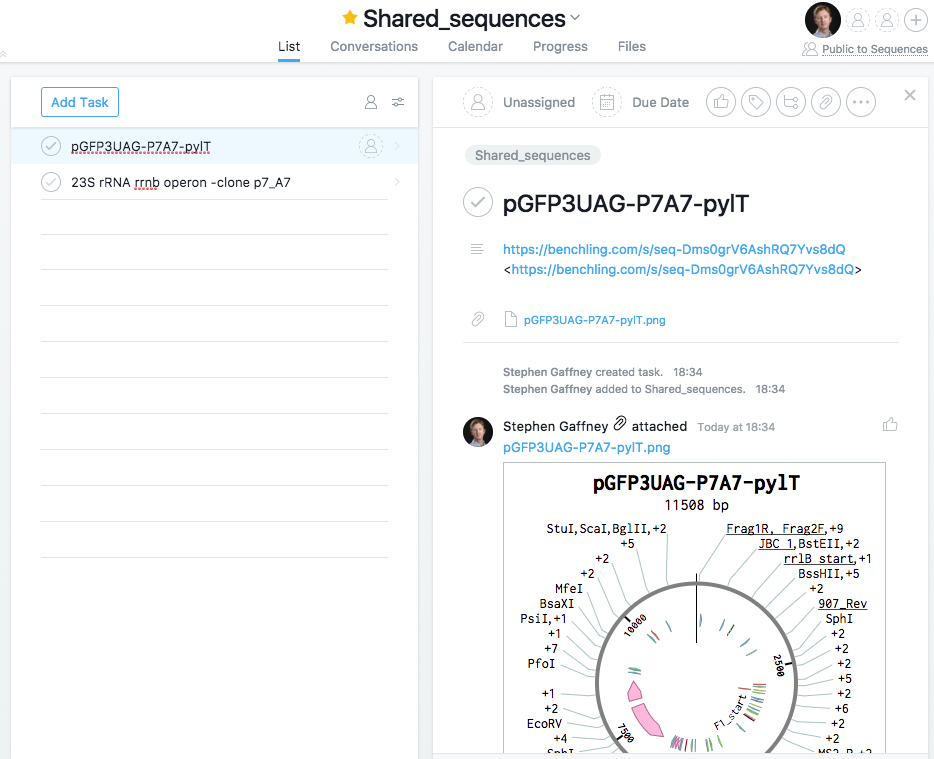 Shared_sequences
List Conversations Calendar Progress Files
Public to Sequences
Add Task
pGFP3UAG-P7A7-pylT
23S rRNA rrnb operon -clone p7_A7
Unassigned Due Date
Shared_sequences
pGFP3UAG-P7A7-pylT
https://benchling.com/s/seq-Dms0grV6AshRQ7Yvs8dQ
<https://benchling.com/s/seq-Dms0grV6AshRQ7Yvs8dQ>
pGFP3UAG-P7A7-pylT.png
Stephen Gaffney created task. 18:34
Stephen Gaffney added to Shared_sequences. 18:34
Stephen Gaffney attached Today at 18:34
pGFP3UAG-P7A7-pylT.png
pGFP3UAG-P7A7-pylT
11508 bp
StuI,ScaI,BglII,+2
+5
+2
+2
MfeI
BsaXI
PsiI,+1
+1
+7
PfoI
+1
+2
EcoRV
+4
SphI
Frag1R, Frag2F,+9
JBC 1,BstEII,+2
rrlB start,+1
BssHII,+5
+2
907_Rev
SphI
+2
+2
+2
+5
+2
+6
+2
+2
MS2 R,+2
10000
2500
F1_start
7500